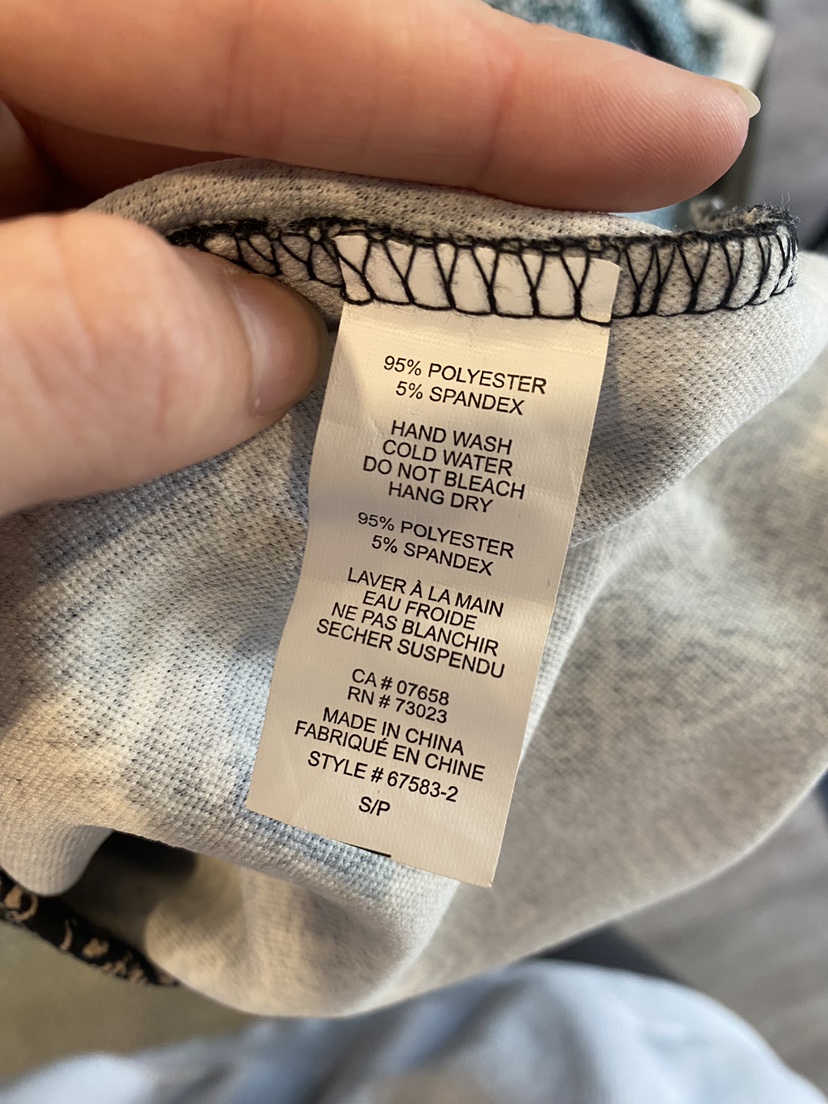 95% POLYESTER
5% SPANDEX
HAND WASH
COLD WATER
DO NOT BLEACH
HANG DRY
95% POLYESTER
5% SPANDEX
LAVER À LA MAIN
EAU FROIDE
NE PAS BLANCHIR
SECHER SUSPENDU
CA # 07658
RN # 73023
MADE IN CHINA
FABRIQUÉ EN CHINE
STYLE # 67583-2
S/P